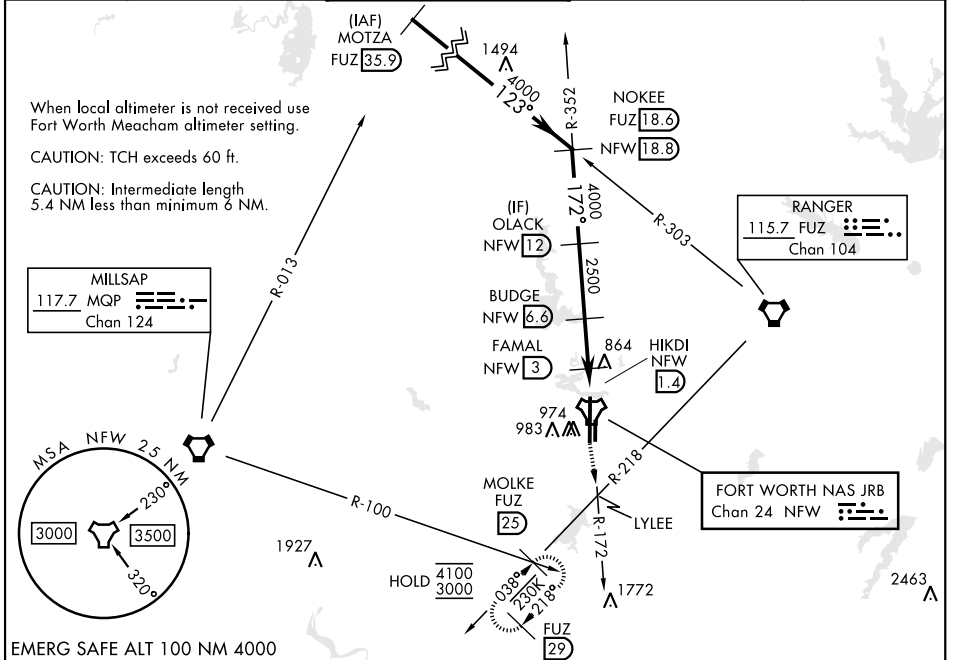 (IAF)
MOTZA
FUZ 35.9
1494
4000
123°
R-352
NOKEE
FUZ 18.6
NFW 18.8
When local altimeter is not received use
Fort Worth Meacham altimeter setting.
CAUTION: TCH exceeds 60 ft.
CAUTION: Intermediate length
5.4 NM less than minimum 6 NM.
4000
172°
(IF)
OLACK
NFW 12
2500
R-303
RANGER
115.7 FUZ
Chan 104
R-013
MILLSAP
117.7 MQP
Chan 124
BUDGE
NFW 6.6
FAMAL
NFW 3
864
HIKDI
NFW
1.4
974
983
R-218
MSA NFW 25 NM
230°
3000
3500
320°
R-100
MOLKE
FUZ
25
LYLEE
R-172
FORT WORTH NAS JRB
Chan 24 NFW
1927
HOLD 4100
3000
038°
230K
218°
1772
2463
FUZ
29
EMERG SAFE ALT 100 NM 4000